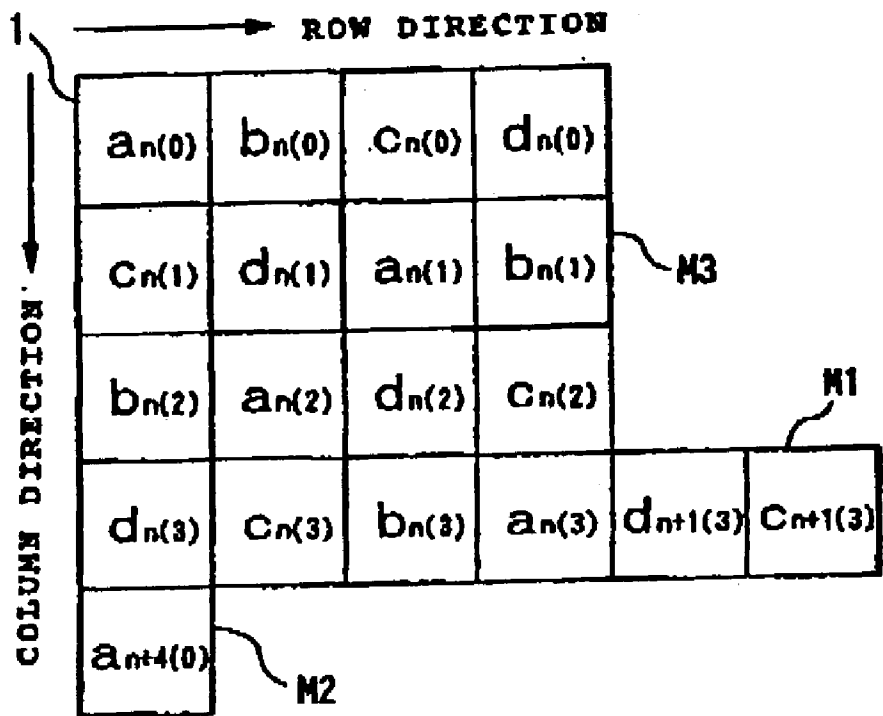 1 ROW DIRECTION
COLUMN DIRECTION
an(0) bn(0) cn(0) dn(0)
cn(1) dn(1) an(1) bn(1) M3
bn(2) an(2) dn(2) cn(2) M1
dn(3) cn(3) bn(3) an(3) dn+1(3) cn+1(3)
an+4(0) M2